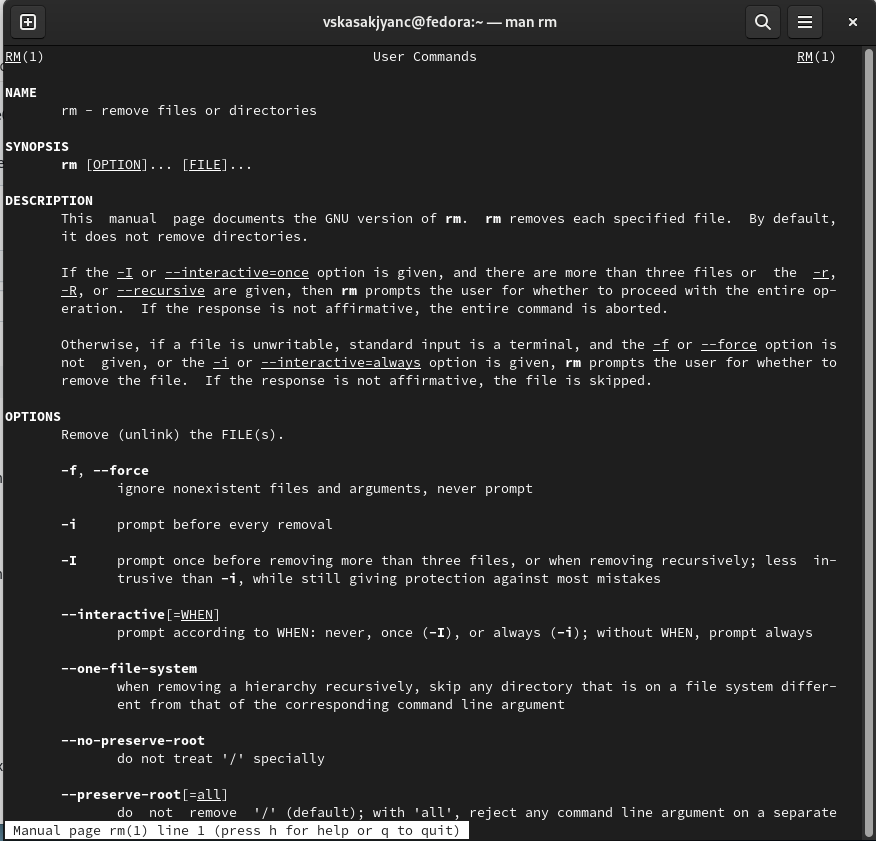 vskasakjyanc@fedora:~ — man rm
RM(1) User Commands RM(1)
NAME
rm - remove files or directories
SYNOPSIS
rm [OPTION]... [FILE]...
DESCRIPTION
This manual page documents the GNU version of rm. rm removes each specified file. By default,
it does not remove directories.
If the -I or --interactive=once option is given, and there are more than three files or the -r,
-R, or --recursive are given, then rm prompts the user for whether to proceed with the entire op-
eration. If the response is not affirmative, the entire command is aborted.
Otherwise, if a file is unwritable, standard input is a terminal, and the -f or --force option is
not given, or the -i or --interactive=always option is given, rm prompts the user for whether to
remove the file. If the response is not affirmative, the file is skipped.
OPTIONS
Remove (unlink) the FILE(s).
-f, --force
ignore nonexistent files and arguments, never prompt
-i prompt before every removal
-I prompt once before removing more than three files, or when removing recursively; less in-
trusive than -i, while still giving protection against most mistakes
--interactive[=WHEN]
prompt according to WHEN: never, once (-I), or always (-i); without WHEN, prompt always
--one-file-system
when removing a hierarchy recursively, skip any directory that is on a file system differ-
ent from that of the corresponding command line argument
--no-preserve-root
do not treat '/' specially
--preserve-root[=all]
do not remove '/' (default); with 'all', reject any command line argument on a separate
Manual page rm(1) line 1 (press h for help or q to quit)